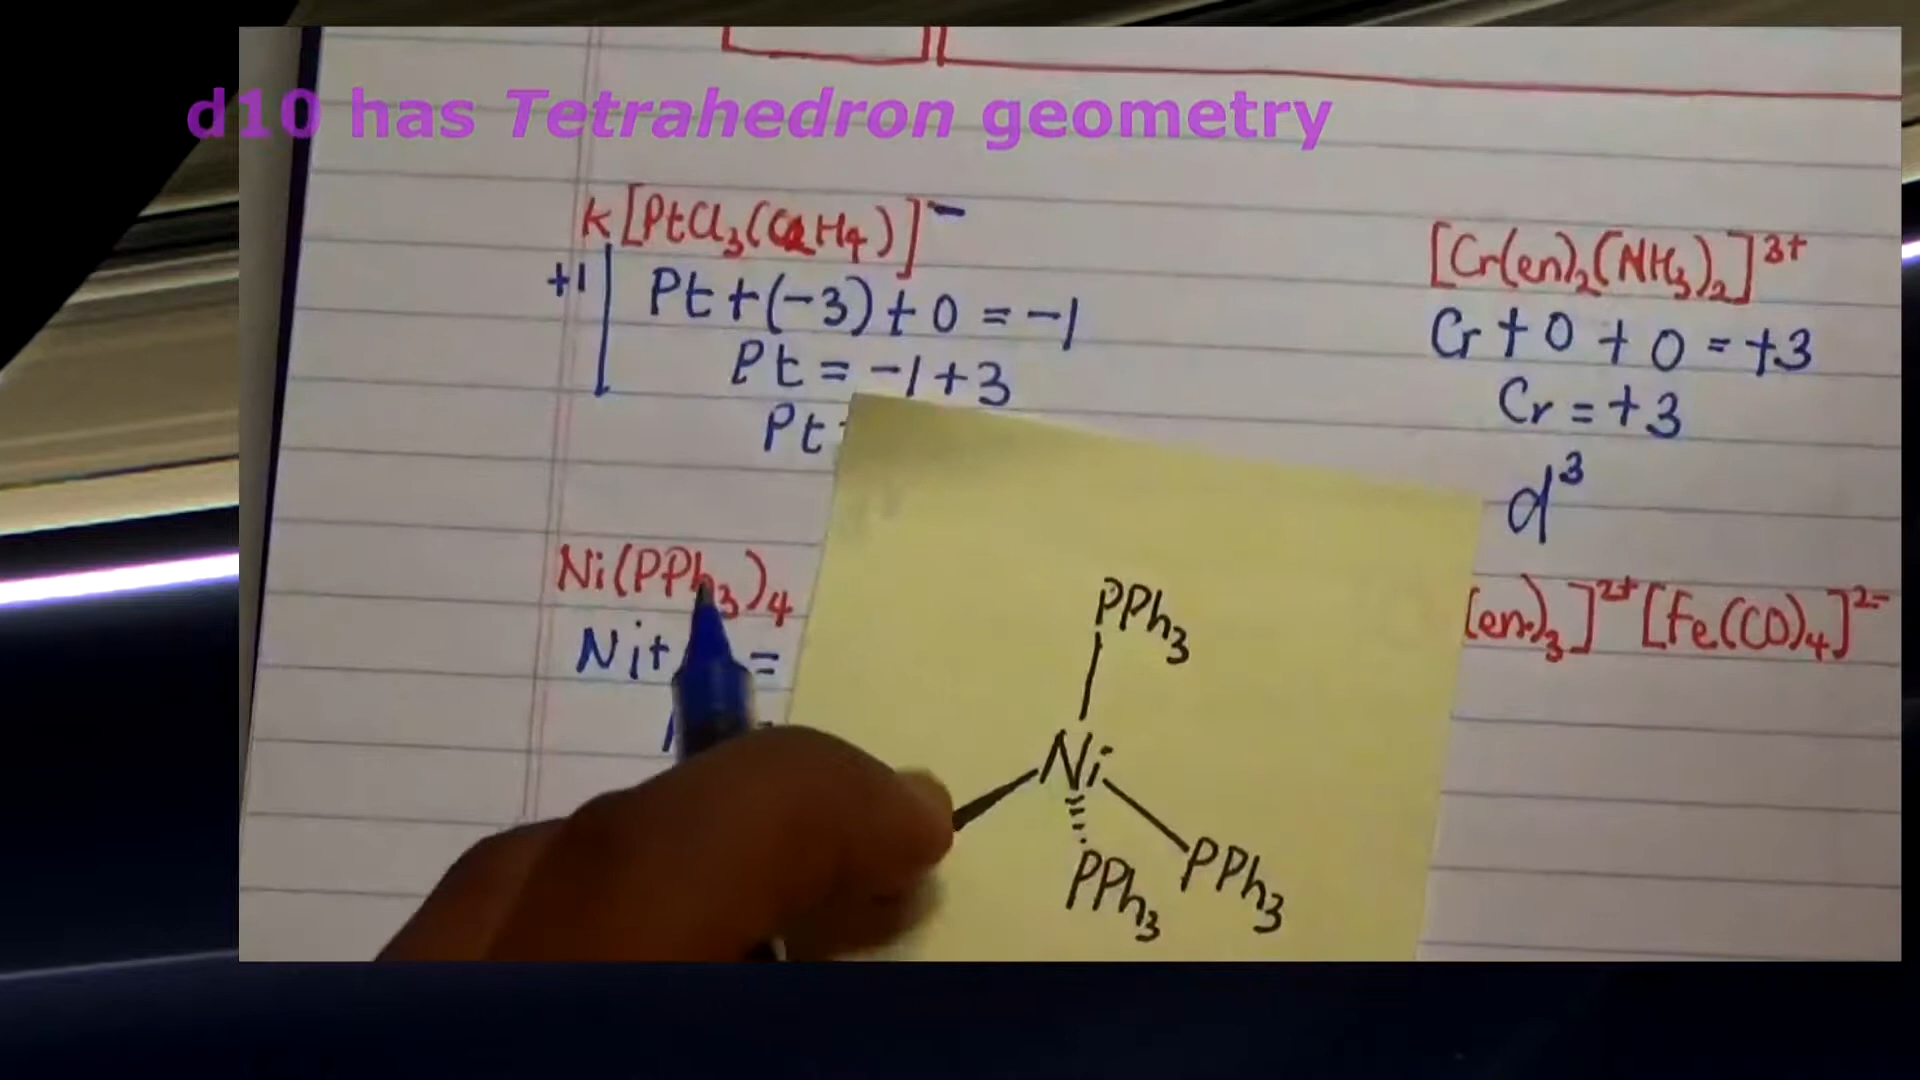 d10 has Tetrahedron geometry
K[PtCl3(C2H4)]-
+1
Pt + (-3) + 0 = -1
Pt = -1 + 3
Pt
[Cr(en)2(NH3)2]3+
Cr + 0 + 0 = +3
Cr = +3
d3
Ni(PPh3)4
Ni + =
(en)3]2+ [Fe(CO)4]2-
PPh3
Ni
PPh3
PPh3